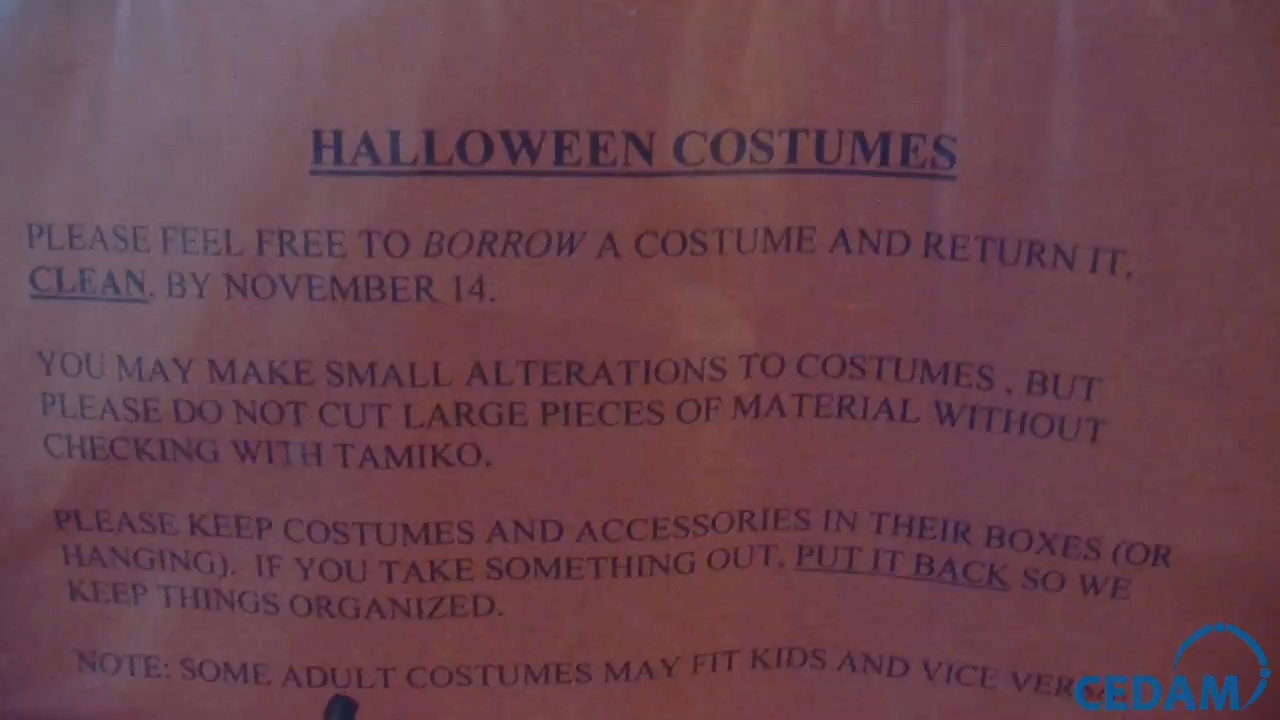 HALLOWEEN COSTUMES
PLEASE FEEL FREE TO BORROW A COSTUME AND RETURN IT,
CLEAN, BY NOVEMBER 14.
YOU MAY MAKE SMALL ALTERATIONS TO COSTUMES , BUT
PLEASE DO NOT CUT LARGE PIECES OF MATERIAL WITHOUT
CHECKING WITH TAMIKO.
PLEASE KEEP COSTUMES AND ACCESSORIES IN THEIR BOXES (OR
HANGING). IF YOU TAKE SOMETHING OUT, PUT IT BACK SO WE
KEEP THINGS ORGANIZED.
NOTE: SOME ADULT COSTUMES MAY FIT KIDS AND VICE VERSA
CEDAM